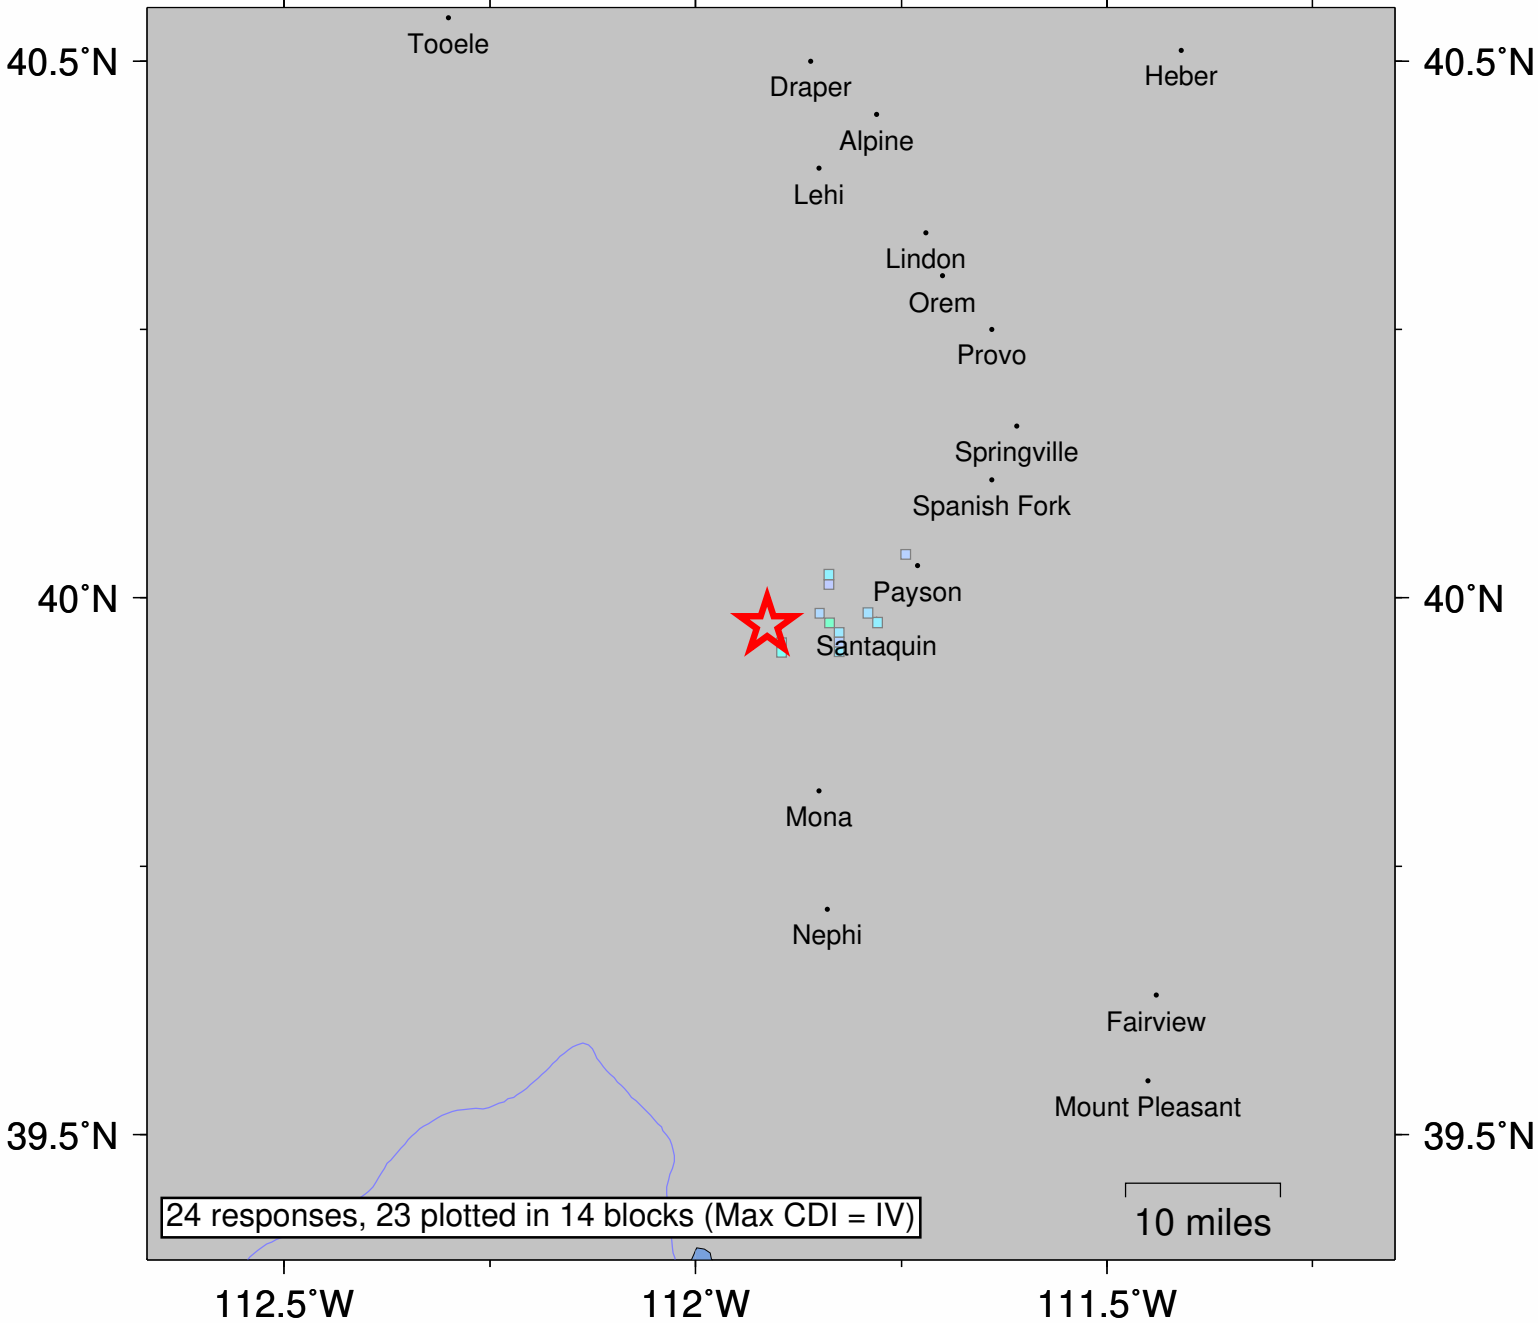 Tooele
40.5°N
40.5°N
Draper
Heber
Alpine
Lehi
Lindon
Orem
Provo
Springville
Spanish Fork
Payson
40°N
40°N
Santaquin
Mona
Nephi
Fairview
Mount Pleasant
39.5°N
39.5°N
24 responses, 23 plotted in 14 blocks (Max CDI = IV)
10 miles
112.5°W
112°W
111.5°W